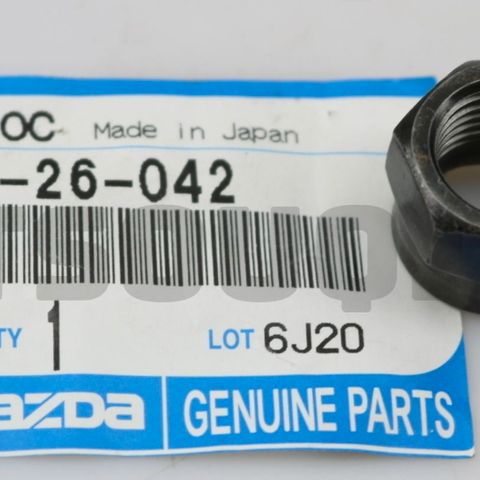 OC Made in Japan
-26-042
TY 1 LOT 6J20
AZDA GENUINE PARTS